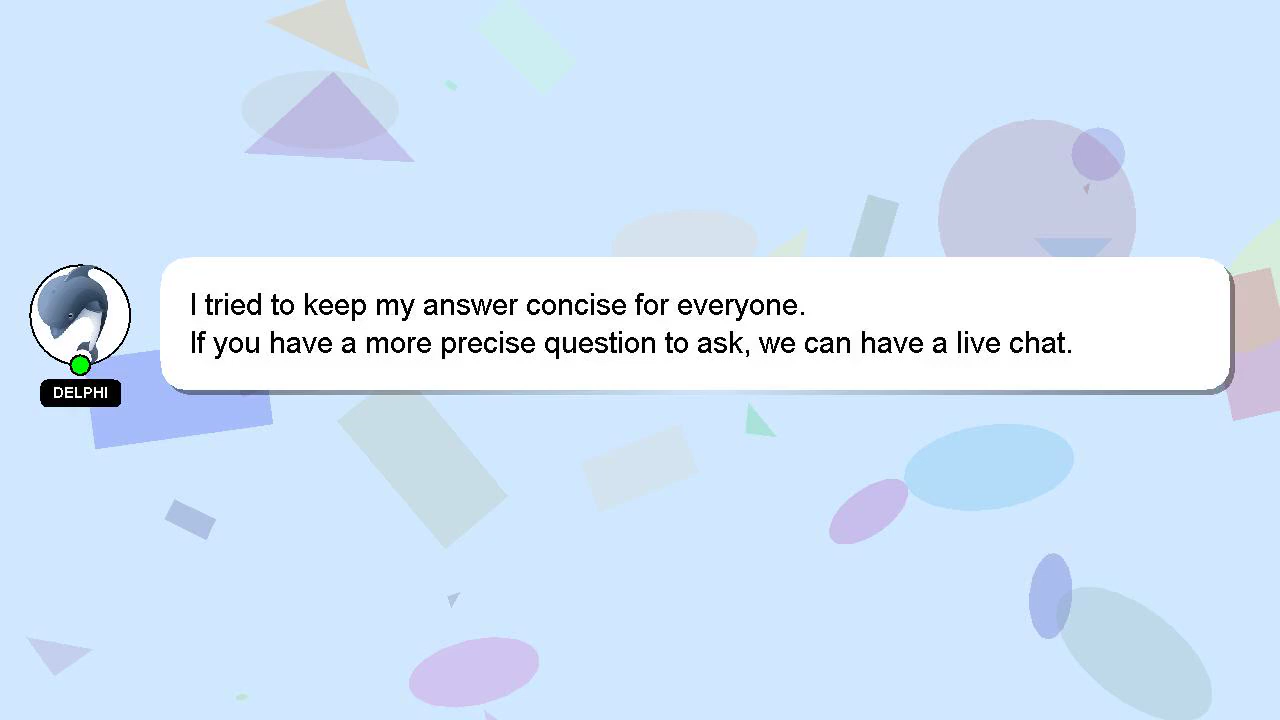 I tried to keep my answer concise for everyone.
If you have a more precise question to ask, we can have a live chat.
DELPHI